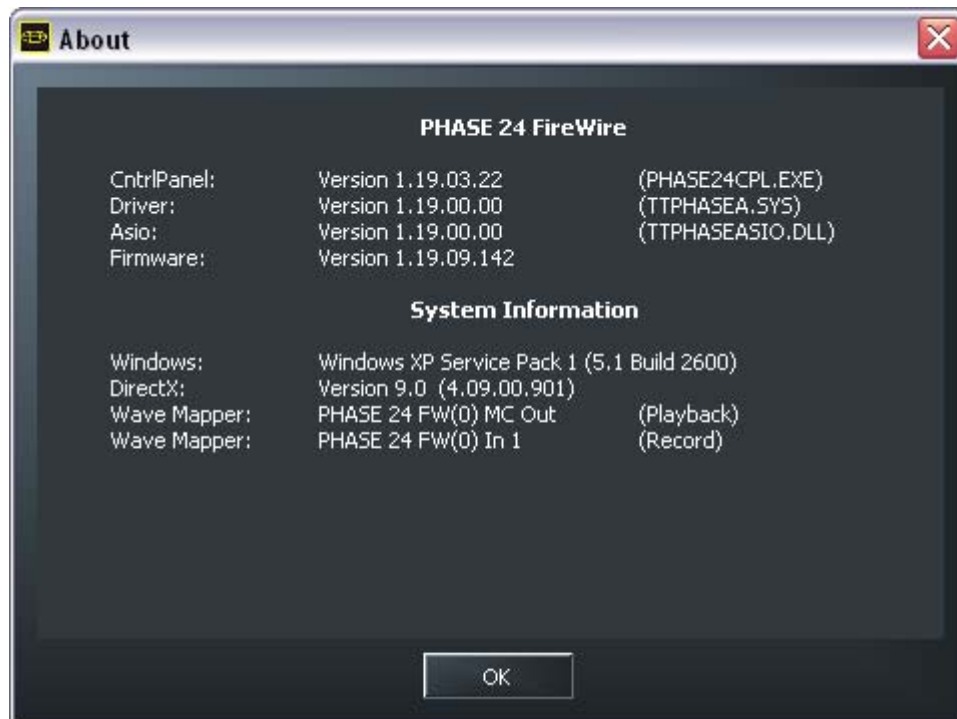 About
PHASE 24 FireWire
CntrlPanel: Version 1.19.03.22 (PHASE24CPL.EXE)
Driver: Version 1.19.00.00 (TTPHASEA.SYS)
Asio: Version 1.19.00.00 (TTPHASEASIO.DLL)
Firmware: Version 1.19.09.142
System Information
Windows: Windows XP Service Pack 1 (5.1 Build 2600)
DirectX: Version 9.0 (4.09.00.901)
Wave Mapper: PHASE 24 FW(0) MC Out (Playback)
Wave Mapper: PHASE 24 FW(0) In 1 (Record)
OK